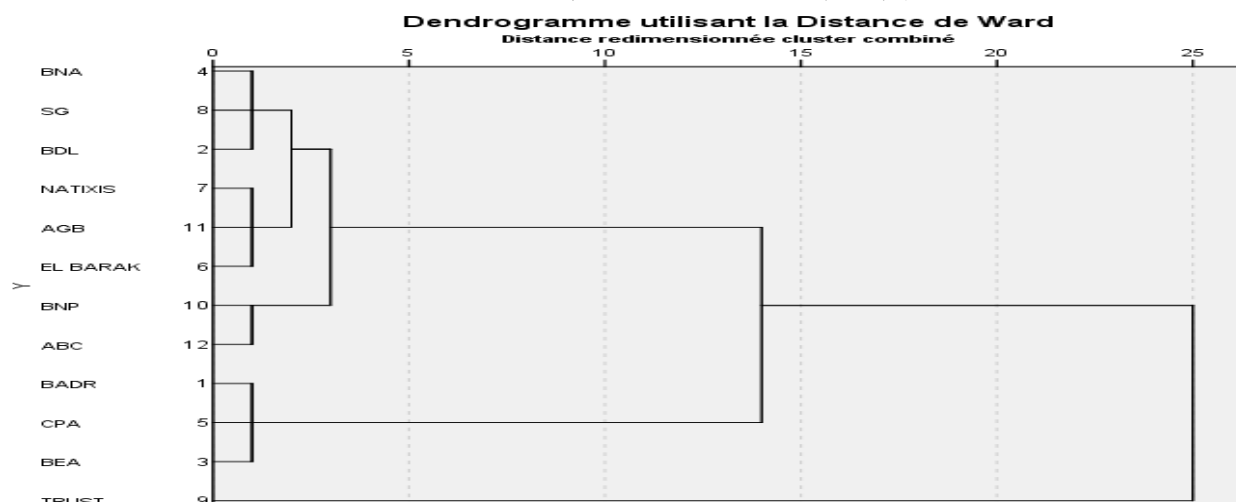 Dendrogramme utilisant la Distance de Ward
Distance redimensionnée cluster combiné
0 5 10 15 20 25
BNA 4
SG 8
BDL 2
NATIXIS 7
AGB 11
EL BARAK 6
Y
BNP 10
ABC 12
BADR 1
CPA 5
BEA 3
TRUST 9